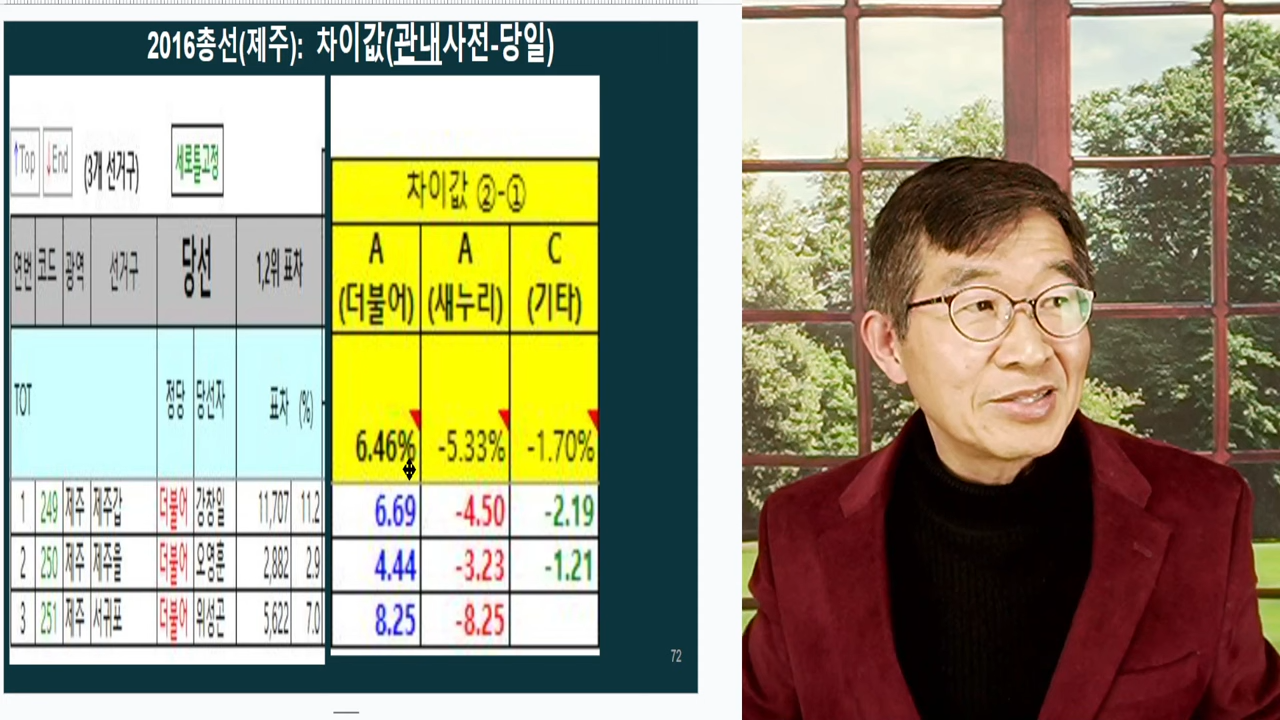 2016총선(제주): 차이값(관내사전-당일)
↑Top ↓End (3개 선거구) 세로틀고정
차이값 ②-①
연번 코드 광역 선거구 당선 1,2위 표차 A (더불어) A (새누리) C (기타)
TOT 정당 당선자 표차 (%) 6.46% -5.33% -1.70%
1 249 제주 제주갑 더불어 강창일 11,707 11.2 6.69 -4.50 -2.19
2 250 제주 제주을 더불어 오영훈 2,882 2.9 4.44 -3.23 -1.21
3 251 제주 서귀포 더불어 위성곤 5,622 7.0 8.25 -8.25
72